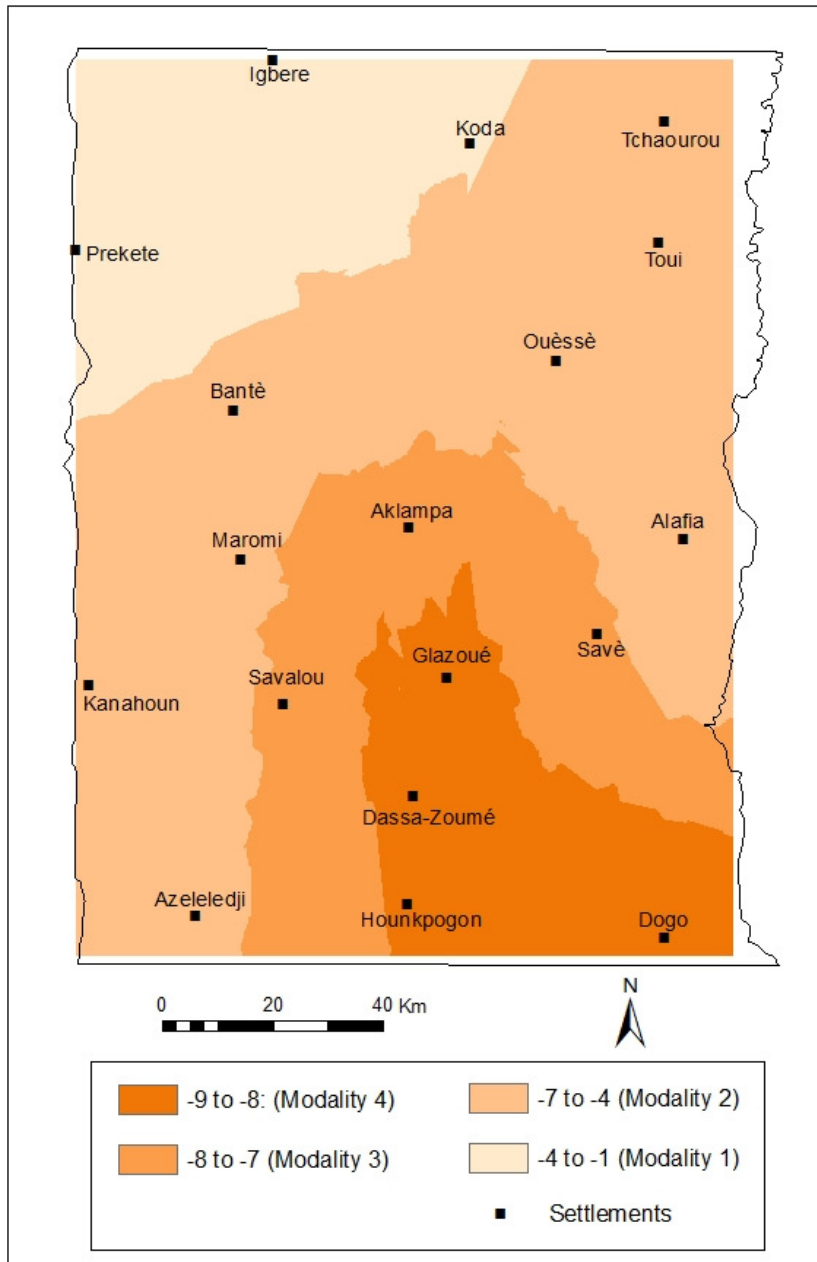 Igbere
Koda
Tchaourou
Prekete
Toui
Ouèssè
Bantè
Aklampa
Alafia
Maromi
Glazoué
Savè
Savalou
Kanahoun
Dassa-Zoumé
Azeleledji
Hounkpogon
Dogo
0 20 40 Km
N
-9 to -8: (Modality 4)
-7 to -4 (Modality 2)
-8 to -7 (Modality 3)
-4 to -1 (Modality 1)
Settlements